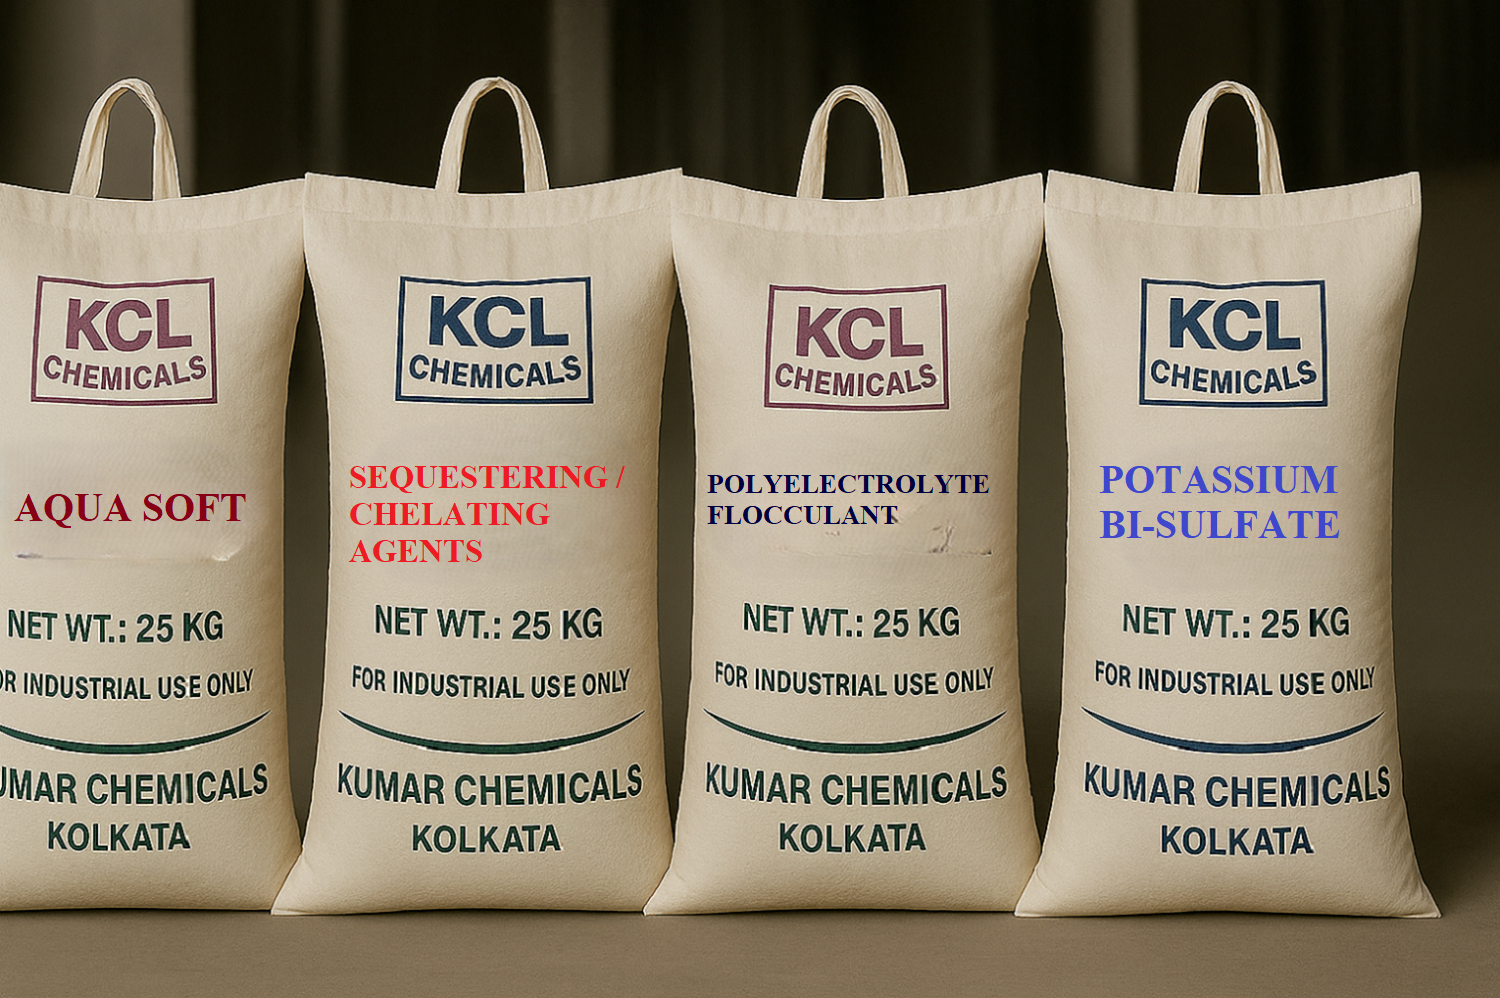 KCL
CHEMICALS
AQUA SOFT
NET WT.: 25 KG
OR INDUSTRIAL USE ONLY
UMAR CHEMICALS
KOLKATA
KCL
CHEMICALS
SEQUESTERING /
CHELATING
AGENTS
NET WT.: 25 KG
FOR INDUSTRIAL USE ONLY
KUMAR CHEMICALS
KOLKATA
KCL
CHEMICALS
POLYELECTROLYTE
FLOCCULANT
NET WT.: 25 KG
FOR INDUSTRIAL USE ONLY
KUMAR CHEMICALS
KOLKATA
KCL
CHEMICALS
POTASSIUM
BI-SULFATE
NET WT.: 25 KG
FOR INDUSTRIAL USE ONLY
KUMAR CHEMICALS
KOLKATA